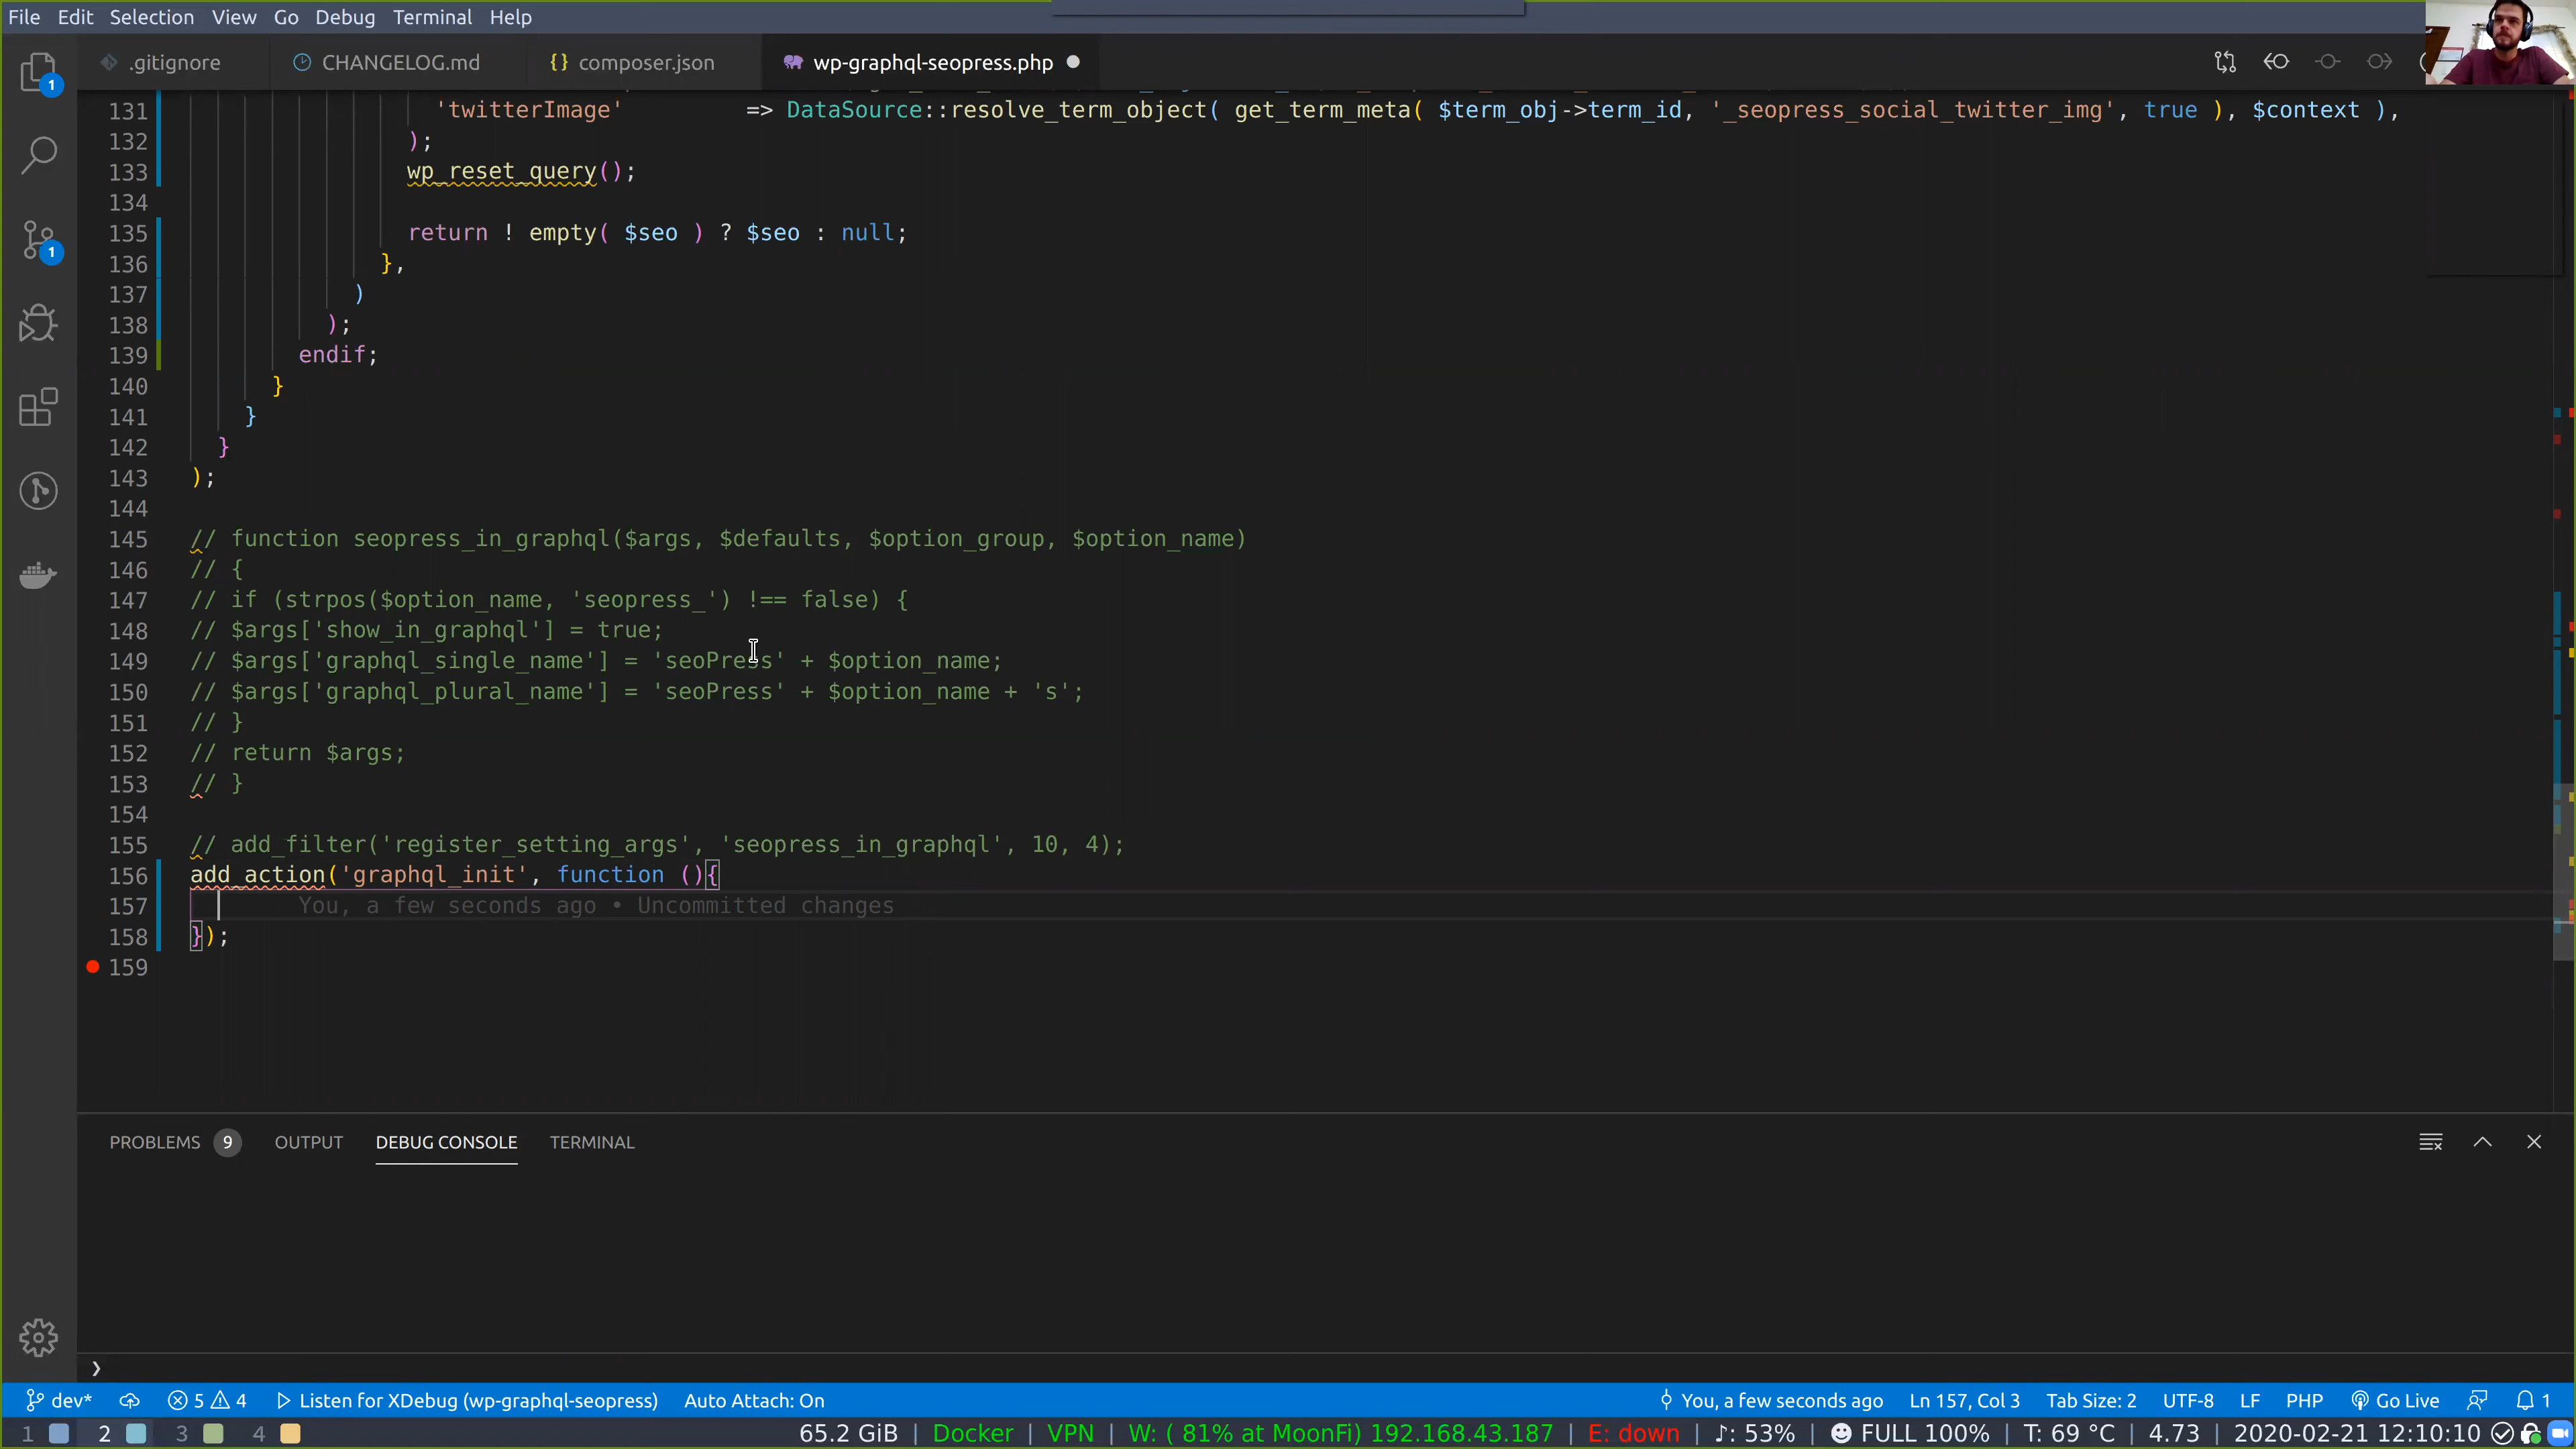 File Edit Selection View Go Debug Terminal Help
.gitignore CHANGELOG.md {} composer.json wp-graphql-seopress.php
131 'twitterImage' => DataSource::resolve_term_object( get_term_meta( $term_obj->term_id, '_seopress_social_twitter_img', true ), $context ),
132 );
133 wp_reset_query();
134
135 return ! empty( $seo ) ? $seo : null;
136 },
137 )
138 );
139 endif;
140 }
141 }
142 }
143 );
144
145 // function seopress_in_graphql($args, $defaults, $option_group, $option_name)
146 // {
147 // if (strpos($option_name, 'seopress_') !== false) {
148 // $args['show_in_graphql'] = true;
149 // $args['graphql_single_name'] = 'seoPress' + $option_name;
150 // $args['graphql_plural_name'] = 'seoPress' + $option_name + 's';
151 // }
152 // return $args;
153 // }
154
155 // add_filter('register_setting_args', 'seopress_in_graphql', 10, 4);
156 add_action('graphql_init', function (){
157 You, a few seconds ago • Uncommitted changes
158 });
159
1
1
PROBLEMS 9 OUTPUT DEBUG CONSOLE TERMINAL
❯
dev* 5 4 Listen for XDebug (wp-graphql-seopress) Auto Attach: On You, a few seconds ago Ln 157, Col 3 Tab Size: 2 UTF-8 LF PHP Go Live 1
1 2 3 4 65.2 GiB | Docker | VPN | W: ( 81% at MoonFi) 192.168.43.187 | E: down | ♪: 53% | FULL 100% | T: 69 °C | 4.73 | 2020-02-21 12:10:10